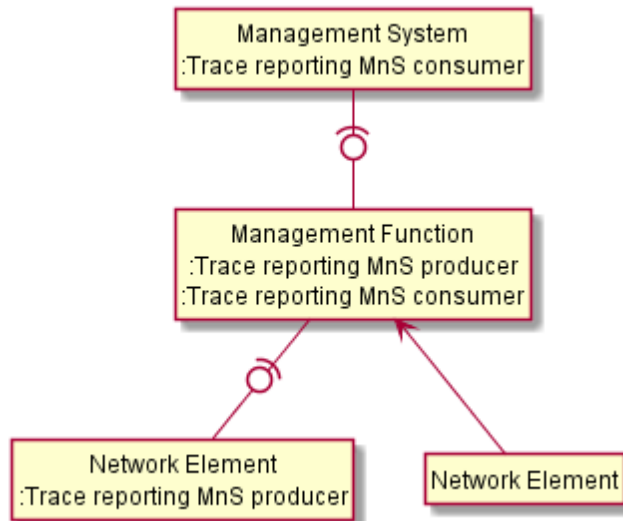 Management System
:Trace reporting MnS consumer
Management Function
:Trace reporting MnS producer
:Trace reporting MnS consumer
Network Element
:Trace reporting MnS producer
Network Element